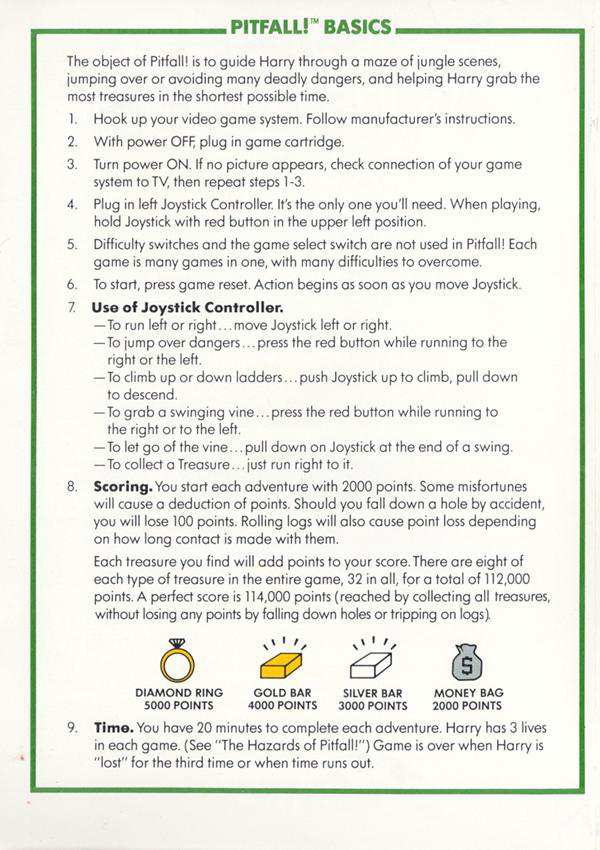 PITFALL!™ BASICS
The object of Pitfall! is to guide Harry through a maze of jungle scenes,
jumping over or avoiding many deadly dangers, and helping Harry grab the
most treasures in the shortest possible time.
1. Hook up your video game system. Follow manufacturer's instructions.
2. With power OFF, plug in game cartridge.
3. Turn power ON. If no picture appears, check connection of your game
system to TV, then repeat steps 1-3.
4. Plug in left Joystick Controller. It's the only one you'll need. When playing,
hold Joystick with red button in the upper left position.
5. Difficulty switches and the game select switch are not used in Pitfall! Each
game is many games in one, with many difficulties to overcome.
6. To start, press game reset. Action begins as soon as you move Joystick.
7. Use of Joystick Controller.
—To run left or right...move Joystick left or right.
—To jump over dangers...press the red button while running to the
right or the left.
—To climb up or down ladders...push Joystick up to climb, pull down
to descend.
—To grab a swinging vine...press the red button while running to
the right or to the left.
—To let go of the vine...pull down on Joystick at the end of a swing.
—To collect a Treasure...just run right to it.
8. Scoring. You start each adventure with 2000 points. Some misfortunes
will cause a deduction of points. Should you fall down a hole by accident,
you will lose 100 points. Rolling logs will also cause point loss depending
on how long contact is made with them.
Each treasure you find will add points to your score. There are eight of
each type of treasure in the entire game, 32 in all, for a total of 112,000
points. A perfect score is 114,000 points (reached by collecting all treasures,
without losing any points by falling down holes or tripping on logs).
$
DIAMOND RING GOLD BAR SILVER BAR MONEY BAG
5000 POINTS 4000 POINTS 3000 POINTS 2000 POINTS
9. Time. You have 20 minutes to complete each adventure. Harry has 3 lives
in each game. (See "The Hazards of Pitfall!") Game is over when Harry is
"lost" for the third time or when time runs out.